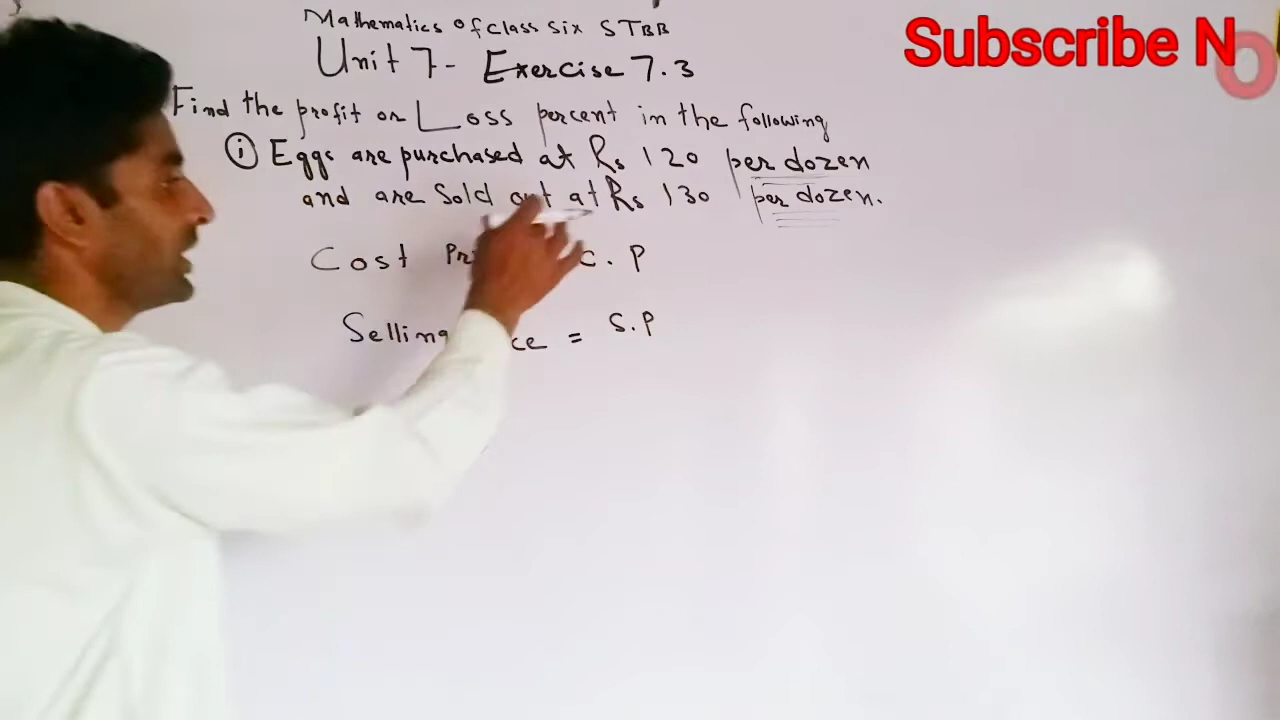 Mathematics of class six STBB
Unit 7- Exercise 7.3
Find the profit or Loss percent in the following
(i) Eggs are purchased at Rs 120 per dozen
and are sold out at Rs 130 per dozen.
Cost C.P
Selling = S.P
Subscribe N
O